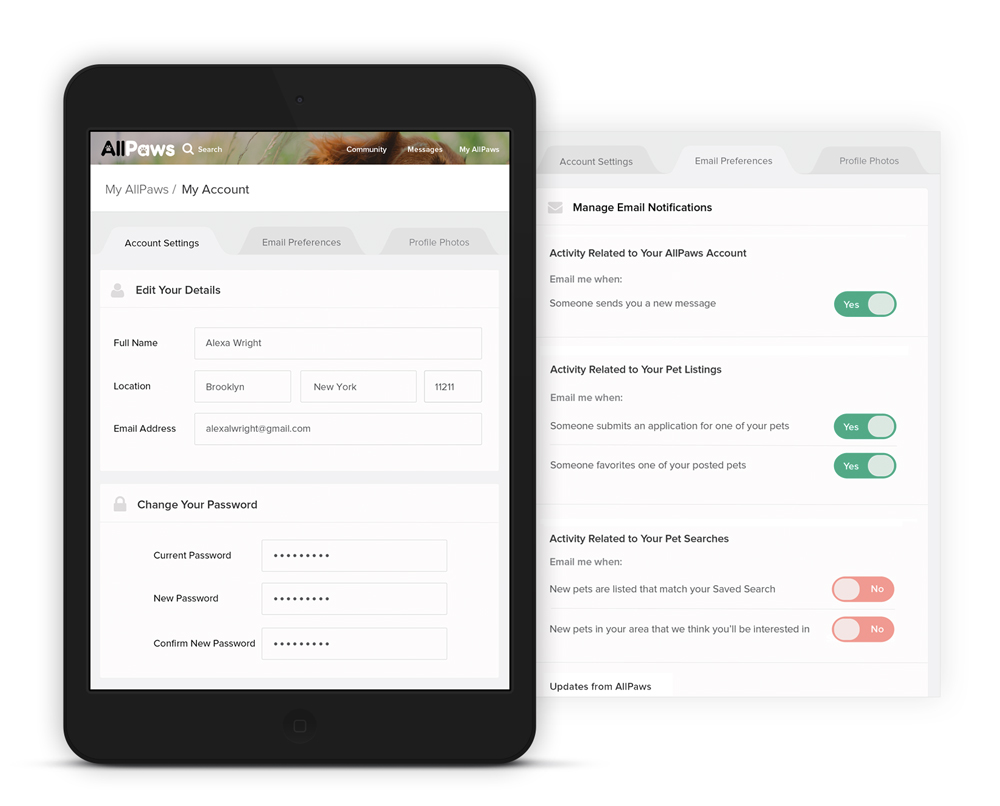 AllPaws Search Community Messages My AllPaws
My AllPaws / My Account
Account Settings Email Preferences Profile Photos
Edit Your Details
Full Name Alexa Wright
Location Brooklyn New York 11211
Email Address alexalwright@gmail.com
Change Your Password
Current Password •••••••••
New Password •••••••••
Confirm New Password •••••••••
Account Settings Email Preferences Profile Photos
Manage Email Notifications
Activity Related to Your AllPaws Account
Email me when:
Someone sends you a new message Yes
Activity Related to Your Pet Listings
Email me when:
Someone submits an application for one of your pets Yes
Someone favorites one of your posted pets Yes
Activity Related to Your Pet Searches
Email me when:
New pets are listed that match your Saved Search No
New pets in your area that we think you'll be interested in No
Updates from AllPaws